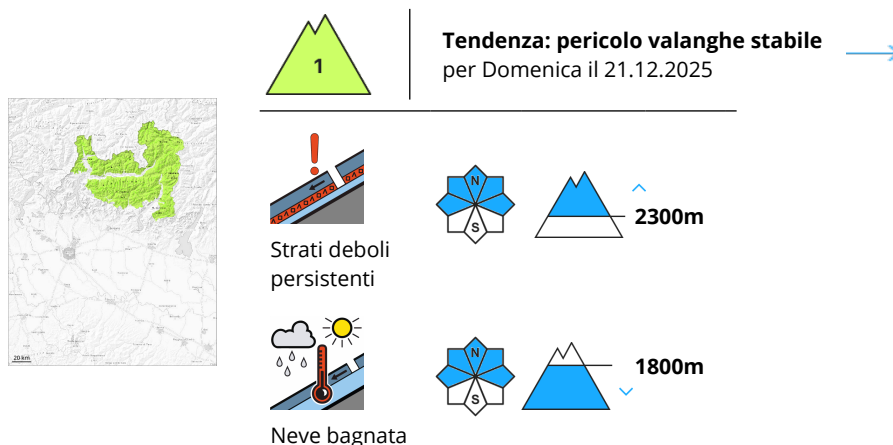 1
Tendenza: pericolo valanghe stabile
per Domenica il 21.12.2025
20 km
N
S
2300m
Strati deboli
persistenti
N
S
1800m
Neve bagnata